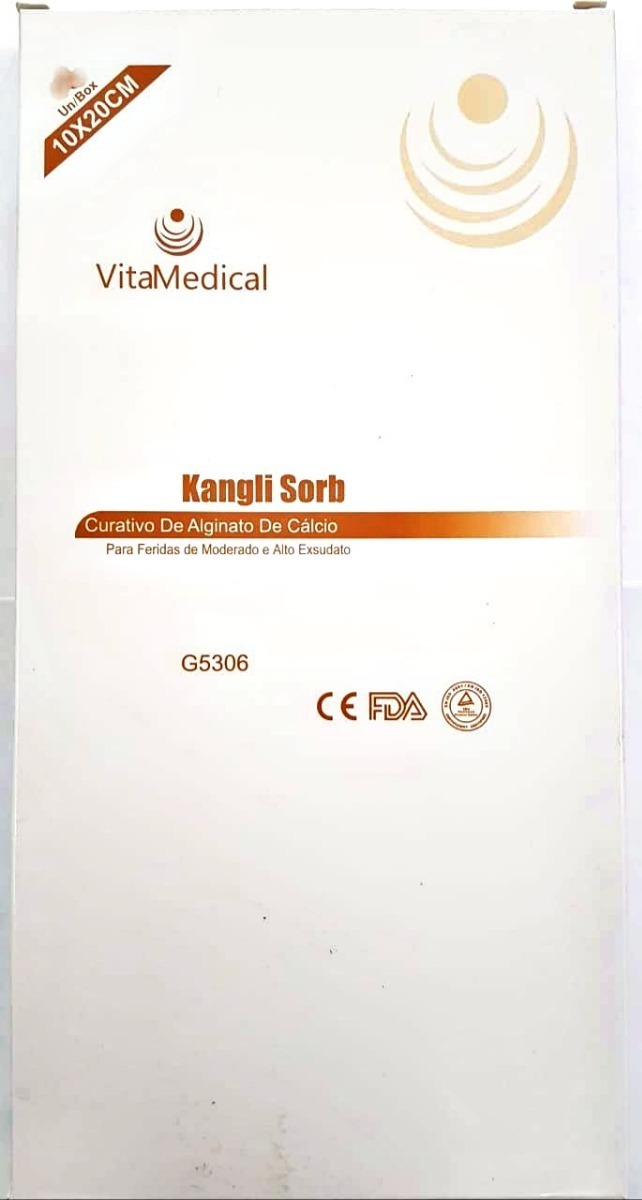 Un/Box
10X20CM
VitaMedical
Kangli Sorb
Curativo De Alginato De Cálcio
Para Feridas de Moderado e Alto Exsudato
G5306
CE FDA